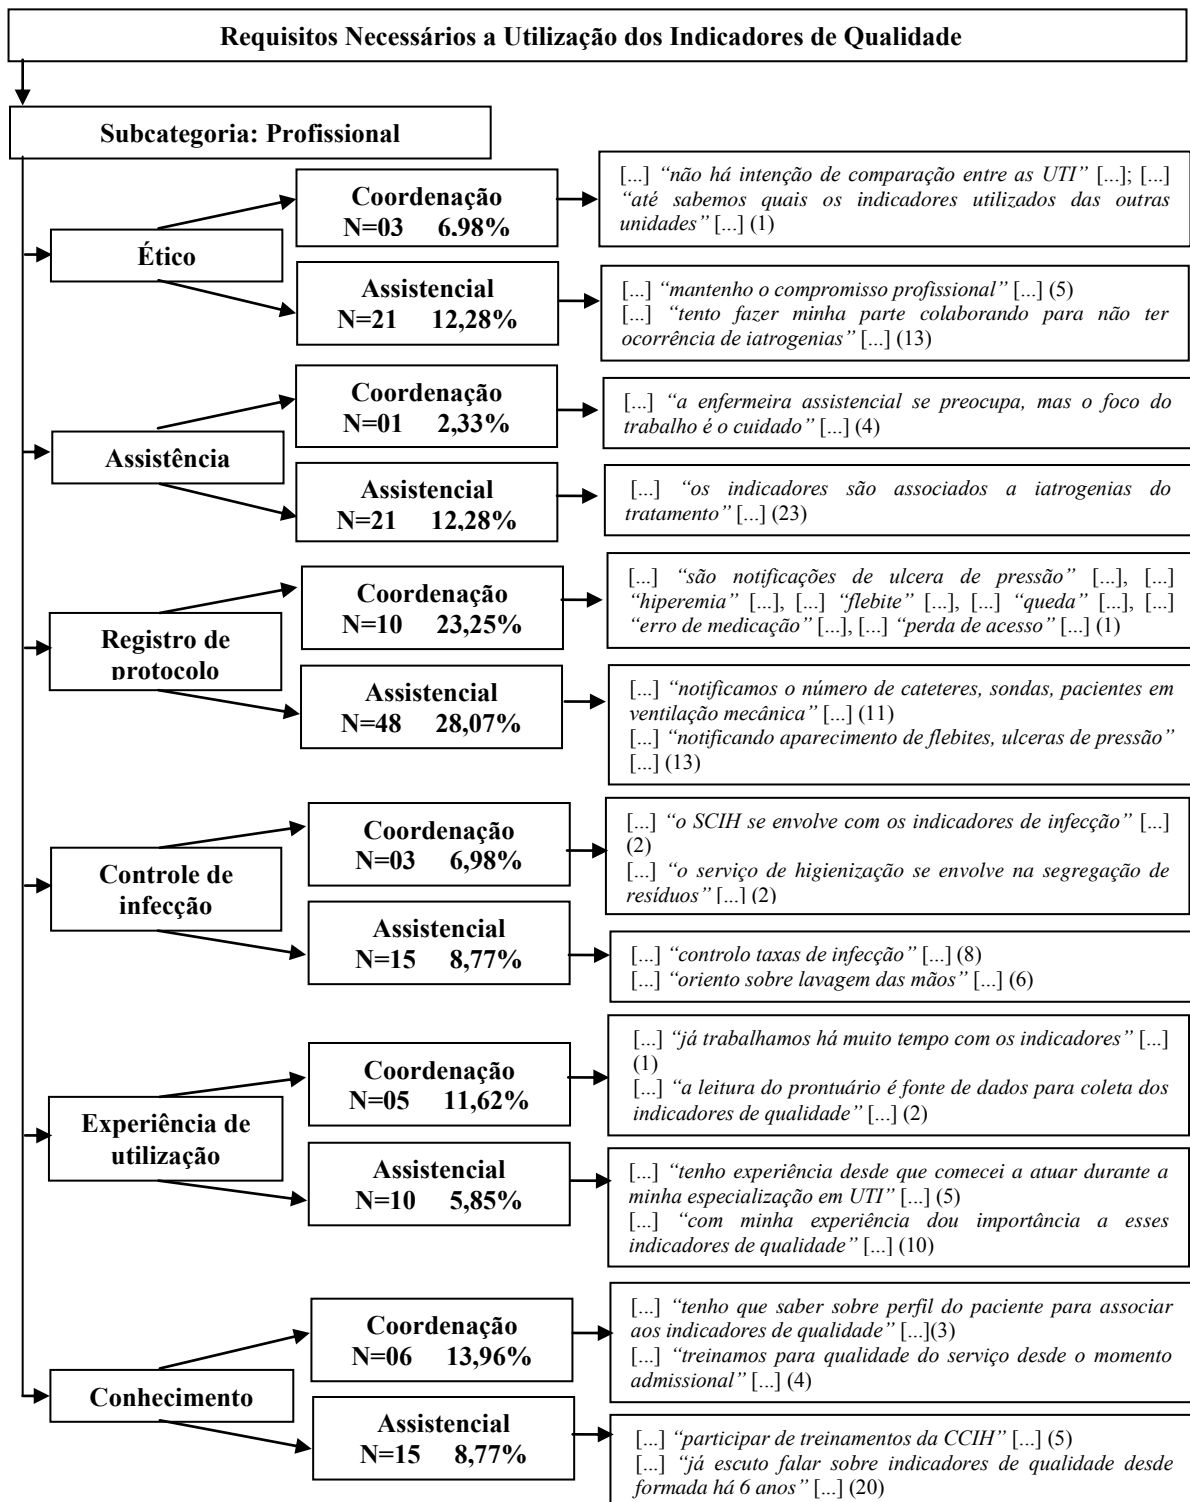 Requisitos Necessários a Utilização dos Indicadores de Qualidade
Subcategoria: Profissional
Ético
Coordenação
N=03 6,98%
[...] “não há intenção de comparação entre as UTI” [...]; [...]
“até sabemos quais os indicadores utilizados das outras
unidades” [...] (1)
Assistencial
N=21 12,28%
[...] “mantenho o compromisso profissional” [...] (5)
[...] “tento fazer minha parte colaborando para não ter
ocorrência de iatrogenias” [...] (13)
Assistência
Coordenação
N=01 2,33%
[...] “a enfermeira assistencial se preocupa, mas o foco do
trabalho é o cuidado” [...] (4)
Assistencial
N=21 12,28%
[...] “os indicadores são associados a iatrogenias do
tratamento” [...] (23)
Registro de
protocolo
Coordenação
N=10 23,25%
[...] “são notificações de ulcera de pressão” [...], [...]
“hiperemia” [...], [...] “flebite” [...], [...] “queda” [...], [...]
“erro de medicação” [...], [...] “perda de acesso” [...] (1)
Assistencial
N=48 28,07%
[...] “notificamos o número de cateteres, sondas, pacientes em
ventilação mecânica” [...] (11)
[...] “notificando aparecimento de flebites, ulceras de pressão”
[...] (13)
Controle de
infecção
Coordenação
N=03 6,98%
[...] “o SCIH se envolve com os indicadores de infecção” [...]
(2)
[...] “o serviço de higienização se envolve na segregação de
resíduos” [...] (2)
Assistencial
N=15 8,77%
[...] “controlo taxas de infecção” [...] (8)
[...] “oriento sobre lavagem das mãos” [...] (6)
Experiência de
utilização
Coordenação
N=05 11,62%
[...] “já trabalhamos há muito tempo com os indicadores” [...]
(1)
[...] “a leitura do prontuário é fonte de dados para coleta dos
indicadores de qualidade” [...] (2)
Assistencial
N=10 5,85%
[...] “tenho experiência desde que comecei a atuar durante a
minha especialização em UTI” [...] (5)
[...] “com minha experiência dou importância a esses
indicadores de qualidade” [...] (10)
Conhecimento
Coordenação
N=06 13,96%
[...] “tenho que saber sobre perfil do paciente para associar
aos indicadores de qualidade” [...](3)
[...] “treinamos para qualidade do serviço desde o momento
admissional” [...] (4)
Assistencial
N=15 8,77%
[...] “participar de treinamentos da CCIH” [...] (5)
[...] “já escuto falar sobre indicadores de qualidade desde
formada há 6 anos” [...] (20)